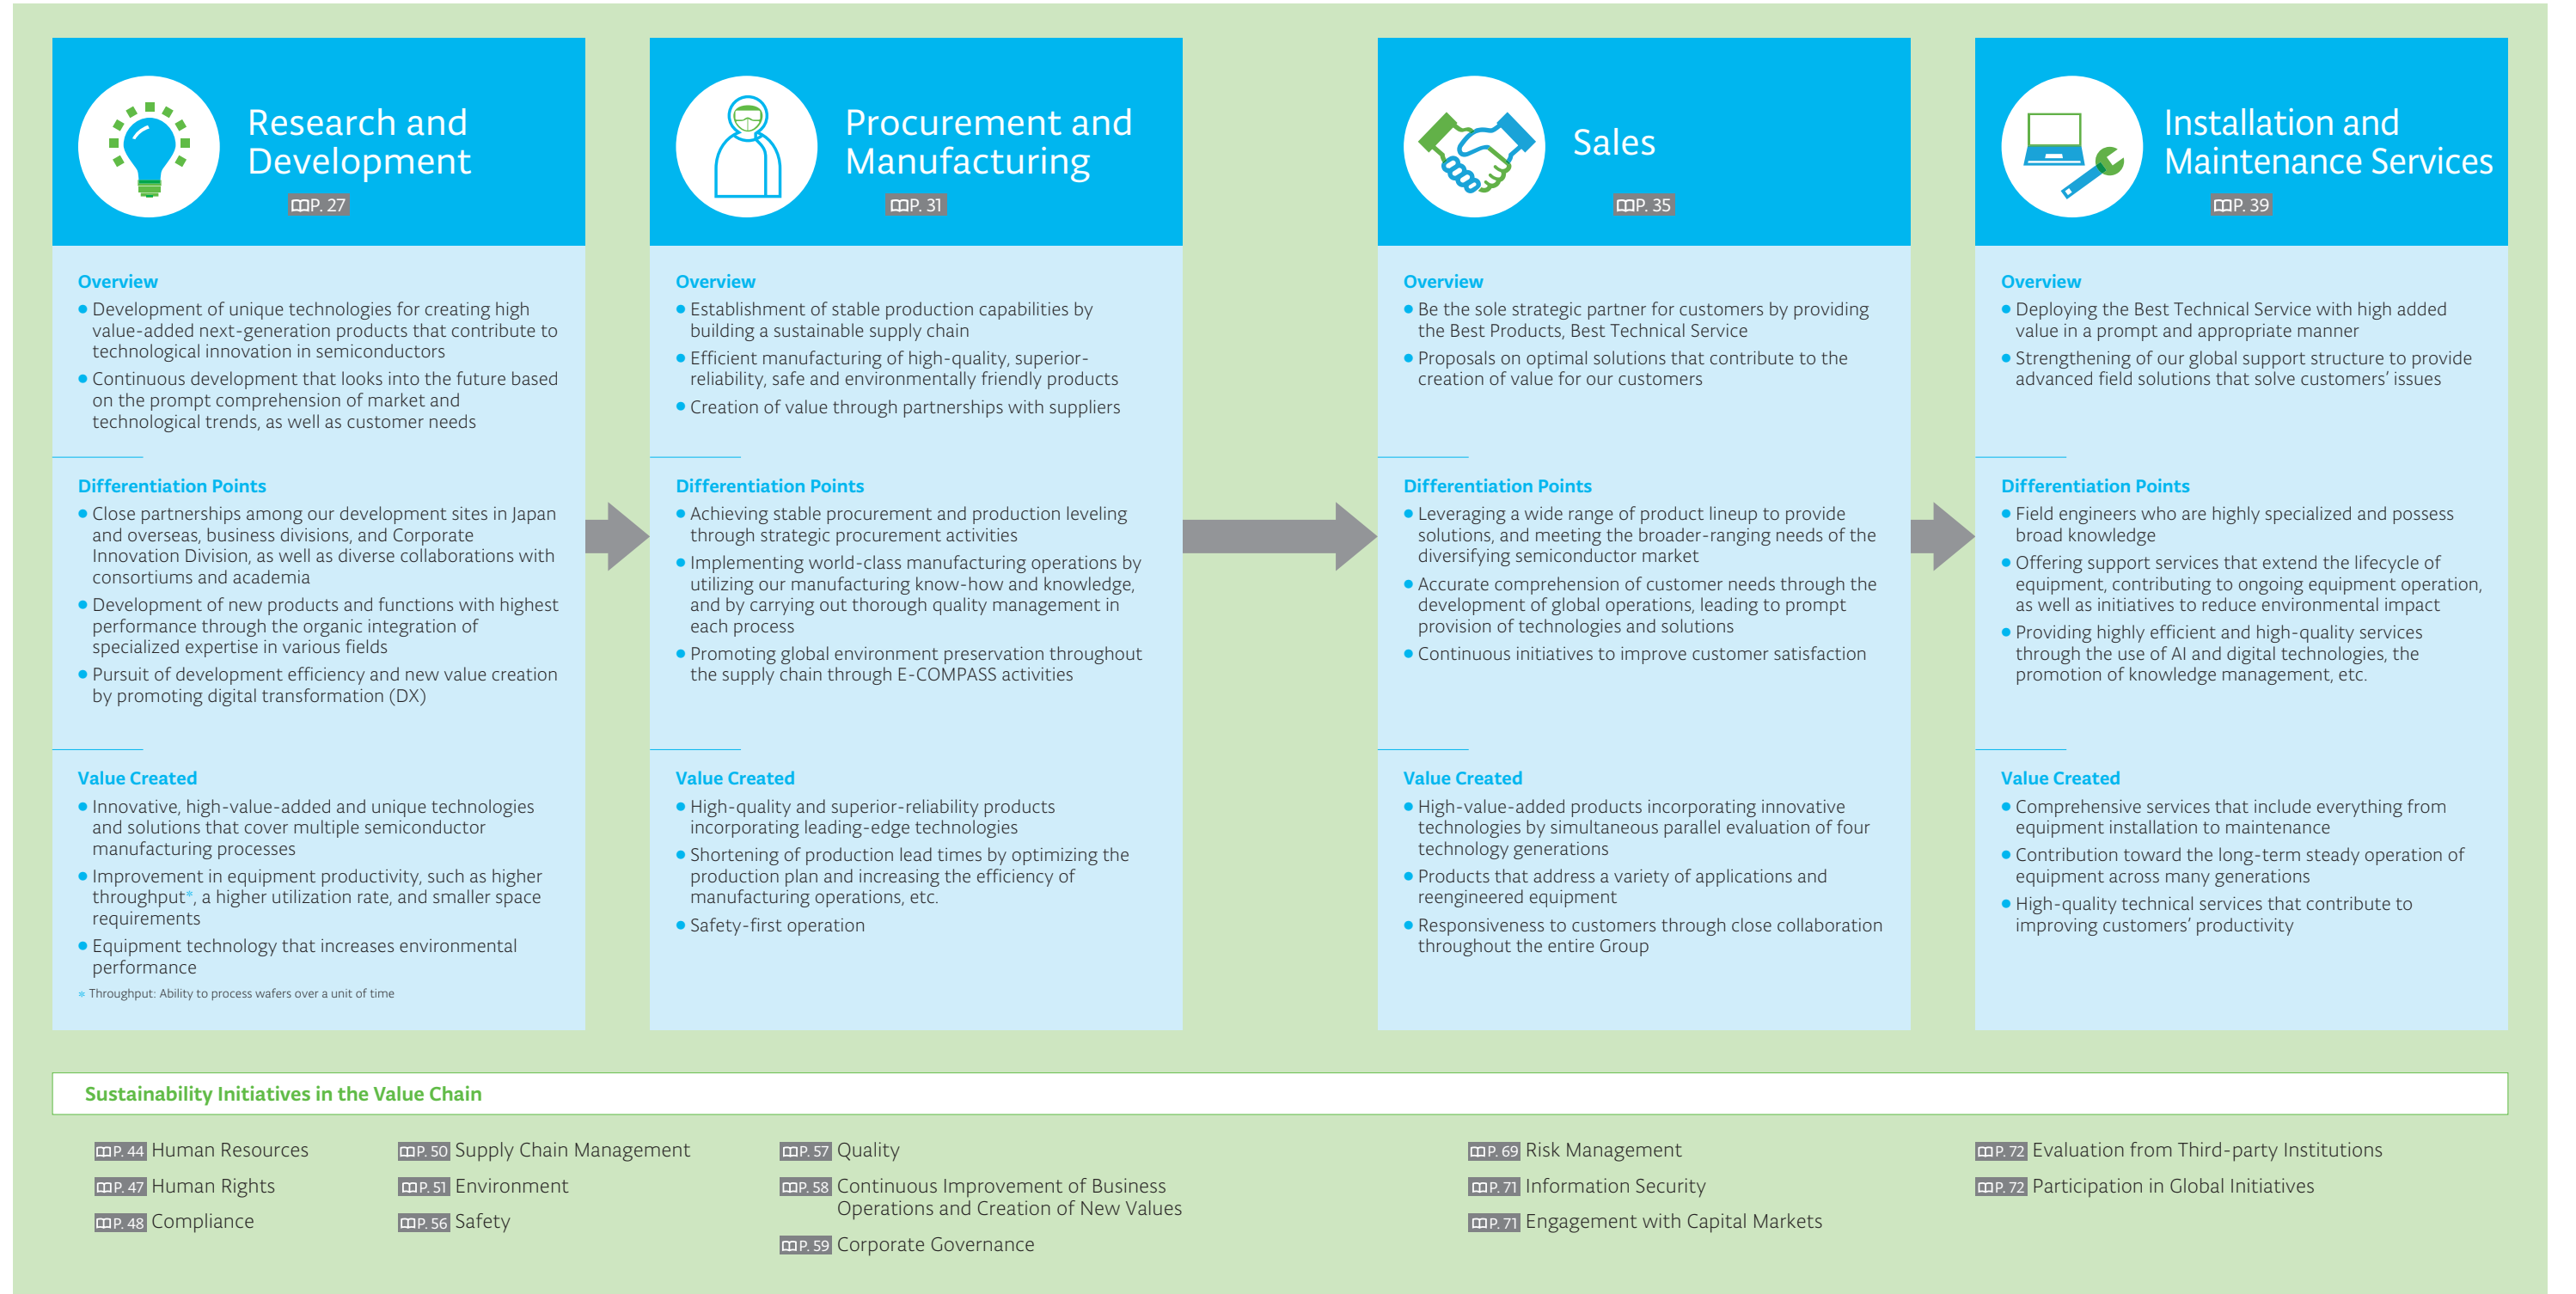 Research and
Development
P. 27
Overview
● Development of unique technologies for creating high
value-added next-generation products that contribute to
technological innovation in semiconductors
● Continuous development that looks into the future based
on the prompt comprehension of market and
technological trends, as well as customer needs
Differentiation Points
● Close partnerships among our development sites in Japan
and overseas, business divisions, and Corporate
Innovation Division, as well as diverse collaborations with
consortiums and academia
● Development of new products and functions with highest
performance through the organic integration of
specialized expertise in various fields
● Pursuit of development efficiency and new value creation
by promoting digital transformation (DX)
Value Created
● Innovative, high-value-added and unique technologies
and solutions that cover multiple semiconductor
manufacturing processes
● Improvement in equipment productivity, such as higher
throughput*, a higher utilization rate, and smaller space
requirements
● Equipment technology that increases environmental
performance
* Throughput: Ability to process wafers over a unit of time
Procurement and
Manufacturing
P. 31
Overview
● Establishment of stable production capabilities by
building a sustainable supply chain
● Efficient manufacturing of high-quality, superior-
reliability, safe and environmentally friendly products
● Creation of value through partnerships with suppliers
Differentiation Points
● Achieving stable procurement and production leveling
through strategic procurement activities
● Implementing world-class manufacturing operations by
utilizing our manufacturing know-how and knowledge,
and by carrying out thorough quality management in
each process
● Promoting global environment preservation throughout
the supply chain through E-COMPASS activities
Value Created
● High-quality and superior-reliability products
incorporating leading-edge technologies
● Shortening of production lead times by optimizing the
production plan and increasing the efficiency of
manufacturing operations, etc.
● Safety-first operation
Sales
P. 35
Overview
● Be the sole strategic partner for customers by providing
the Best Products, Best Technical Service
● Proposals on optimal solutions that contribute to the
creation of value for our customers
Differentiation Points
● Leveraging a wide range of product lineup to provide
solutions, and meeting the broader-ranging needs of the
diversifying semiconductor market
● Accurate comprehension of customer needs through the
development of global operations, leading to prompt
provision of technologies and solutions
● Continuous initiatives to improve customer satisfaction
Value Created
● High-value-added products incorporating innovative
technologies by simultaneous parallel evaluation of four
technology generations
● Products that address a variety of applications and
reengineered equipment
● Responsiveness to customers through close collaboration
throughout the entire Group
Installation and
Maintenance Services
P. 39
Overview
● Deploying the Best Technical Service with high added
value in a prompt and appropriate manner
● Strengthening of our global support structure to provide
advanced field solutions that solve customers’ issues
Differentiation Points
● Field engineers who are highly specialized and possess
broad knowledge
● Offering support services that extend the lifecycle of
equipment, contributing to ongoing equipment operation,
as well as initiatives to reduce environmental impact
● Providing highly efficient and high-quality services
through the use of AI and digital technologies, the
promotion of knowledge management, etc.
Value Created
● Comprehensive services that include everything from
equipment installation to maintenance
● Contribution toward the long-term steady operation of
equipment across many generations
● High-quality technical services that contribute to
improving customers’ productivity
Sustainability Initiatives in the Value Chain
P. 44 Human Resources
P. 47 Human Rights
P. 48 Compliance
P. 50 Supply Chain Management
P. 51 Environment
P. 56 Safety
P. 57 Quality
P. 58 Continuous Improvement of Business
Operations and Creation of New Values
P. 59 Corporate Governance
P. 69 Risk Management
P. 71 Information Security
P. 71 Engagement with Capital Markets
P. 72 Evaluation from Third-party Institutions
P. 72 Participation in Global Initiatives